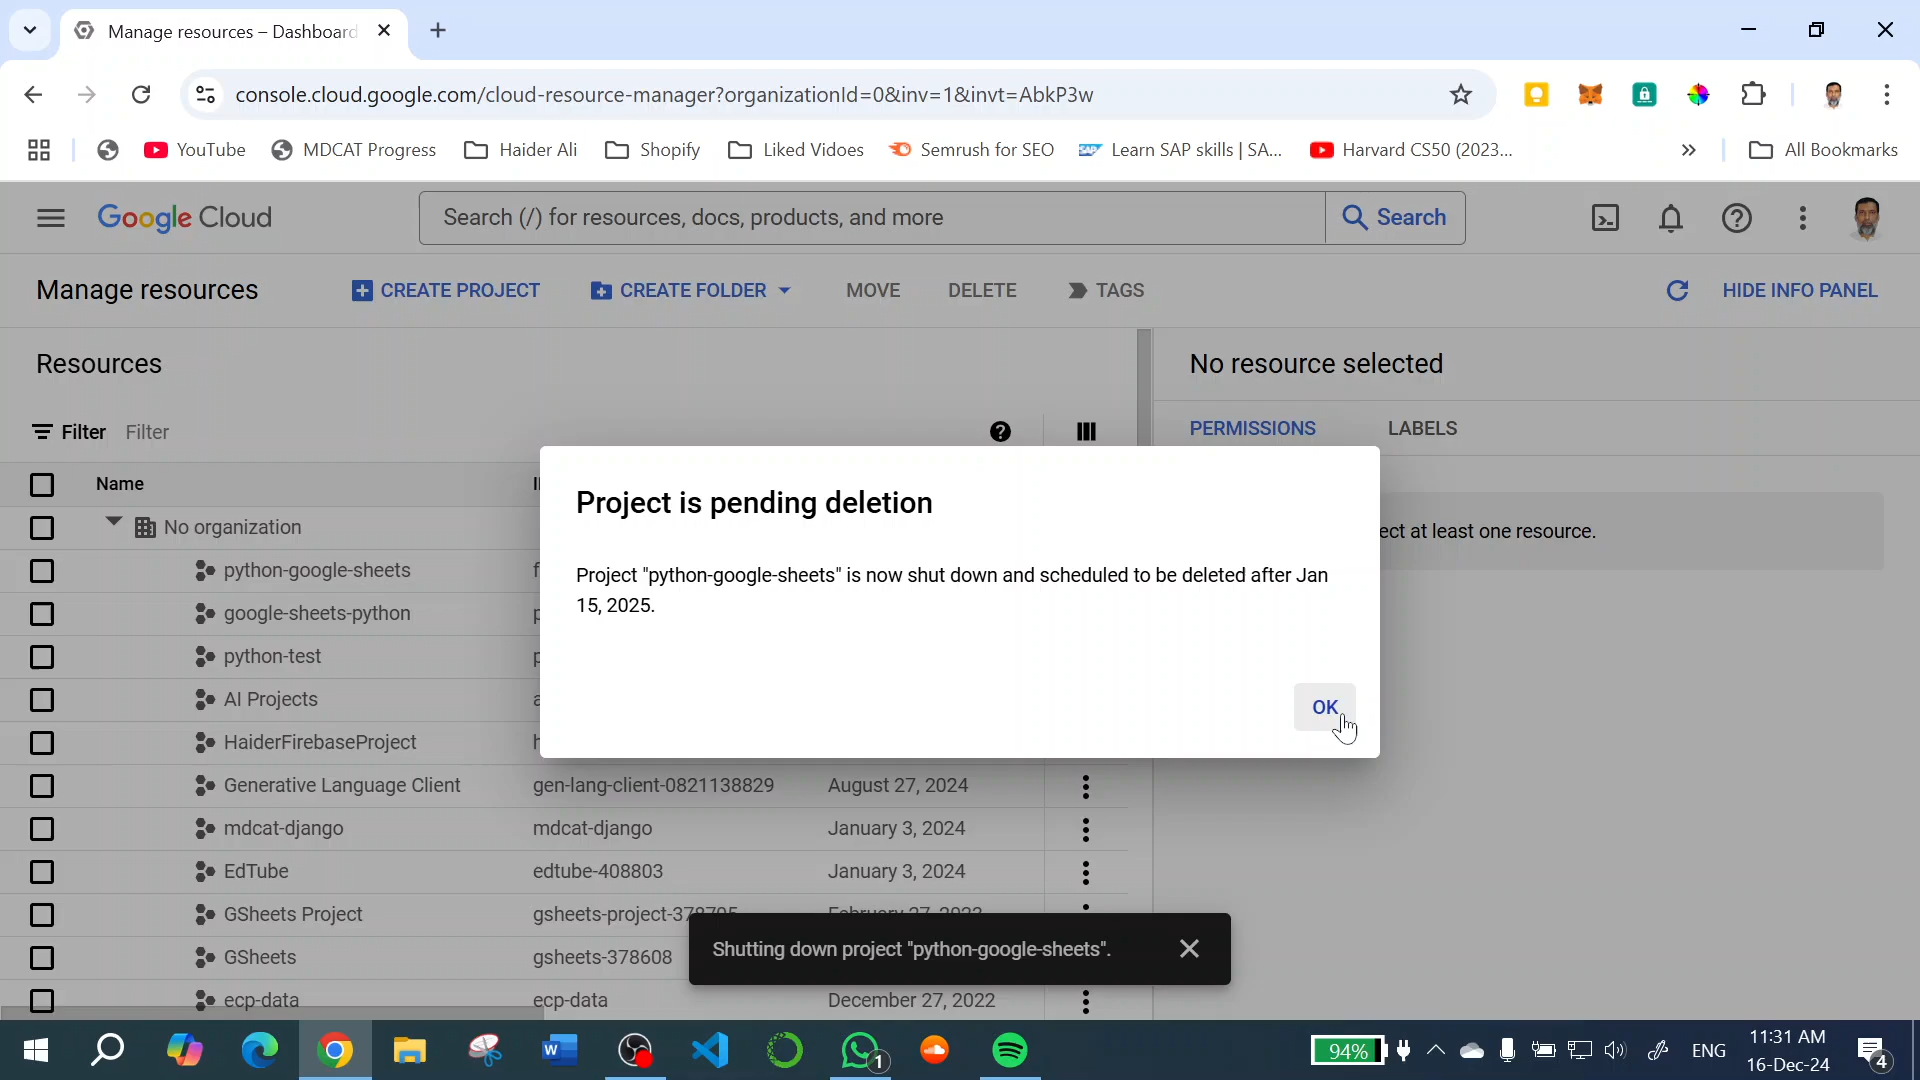 Manage resources – Dashboard
console.cloud.google.com/cloud-resource-manager?organizationId=0&inv=1&invt=AbkP3w
YouTube
MDCAT Progress
Haider Ali
Shopify
Liked Vidoes
Semrush for SEO
Learn SAP skills | SA...
Harvard CS50 (2023...
All Bookmarks
Google Cloud
Search (/) for resources, docs, products, and more
Search
Manage resources
CREATE PROJECT
CREATE FOLDER
MOVE
DELETE
TAGS
HIDE INFO PANEL
Resources
No resource selected
Filter Filter
PERMISSIONS
LABELS
Name
No organization
ect at least one resource.
python-google-sheets
google-sheets-python
python-test
AI Projects
HaiderFirebaseProject
Project is pending deletion
Project "python-google-sheets" is now shut down and scheduled to be deleted after Jan
15, 2025.
OK
Generative Language Client gen-lang-client-0821138829 August 27, 2024
mdcat-django mdcat-django January 3, 2024
EdTube edtube-408803 January 3, 2024
GSheets Project gsheets-project-378705
GSheets gsheets-378608
ecp-data ecp-data December 27, 2022
Shutting down project "python-google-sheets".
94%
1
ENG
11:31 AM
16-Dec-24
4